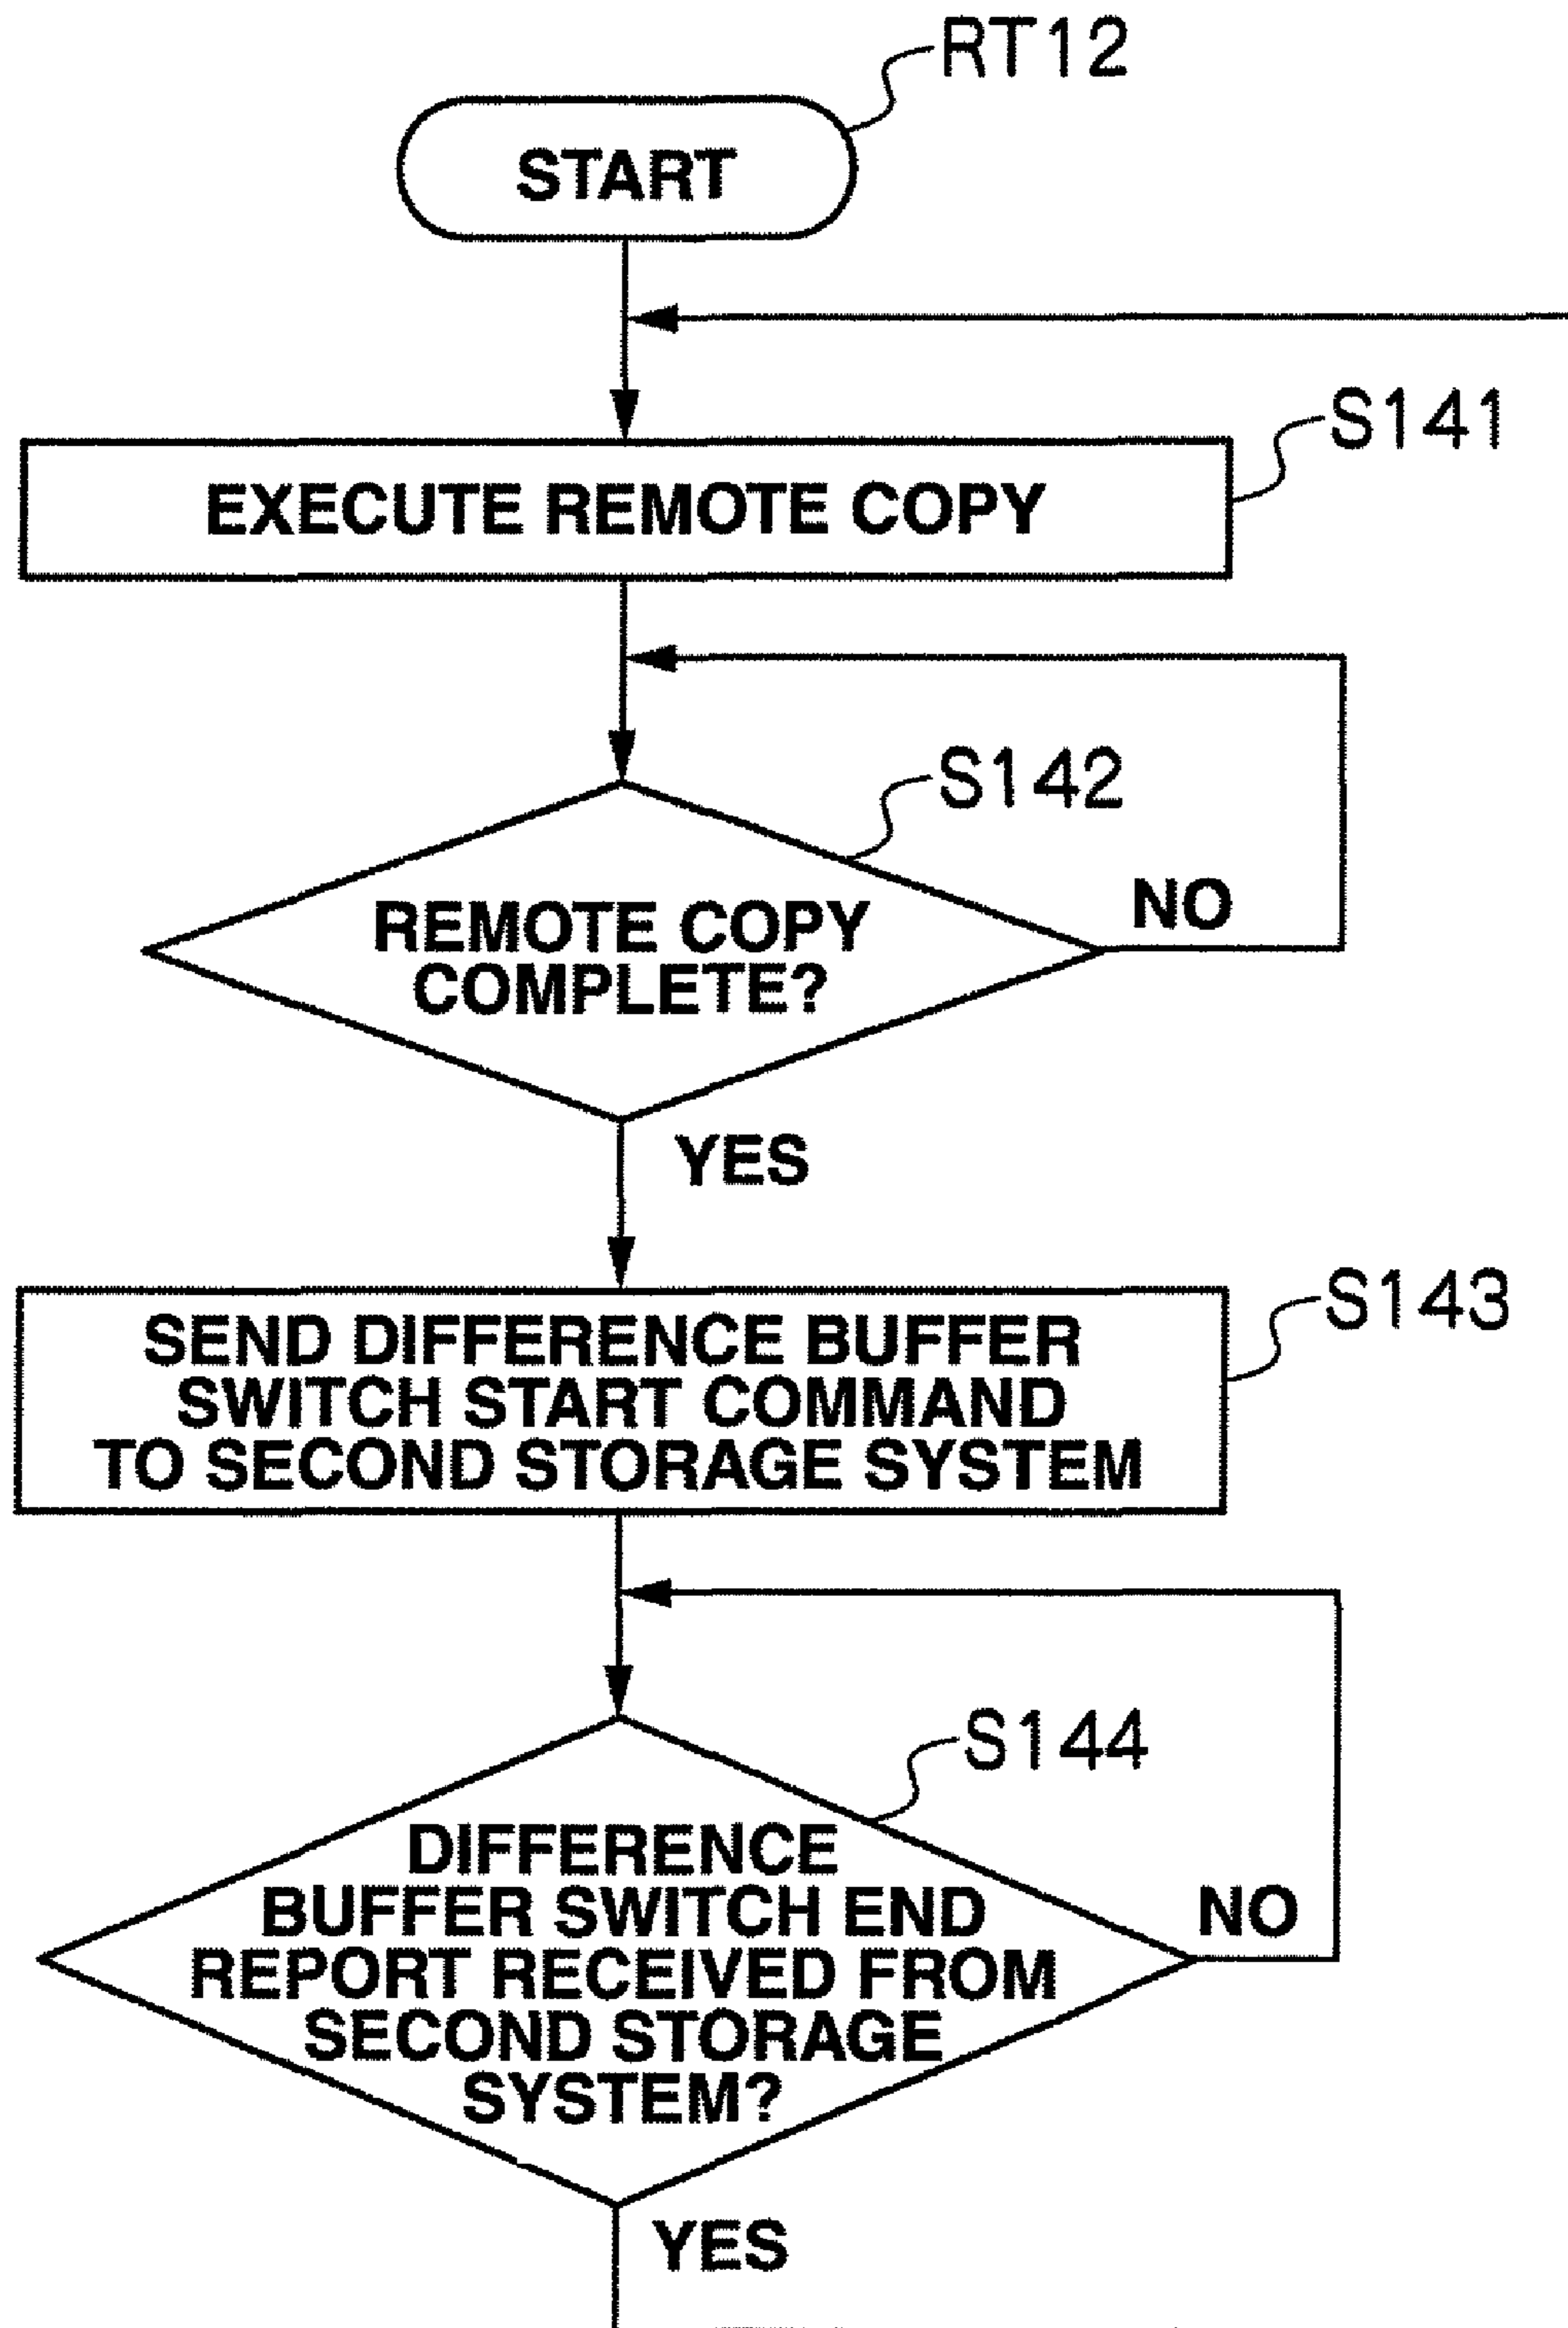 RT12
START
S141
EXECUTE REMOTE COPY
S142
REMOTE COPY
COMPLETE?
NO
YES
S143
SEND DIFFERENCE BUFFER
SWITCH START COMMAND
TO SECOND STORAGE SYSTEM
S144
DIFFERENCE
BUFFER SWITCH END
REPORT RECEIVED FROM
SECOND STORAGE
SYSTEM?
NO
YES